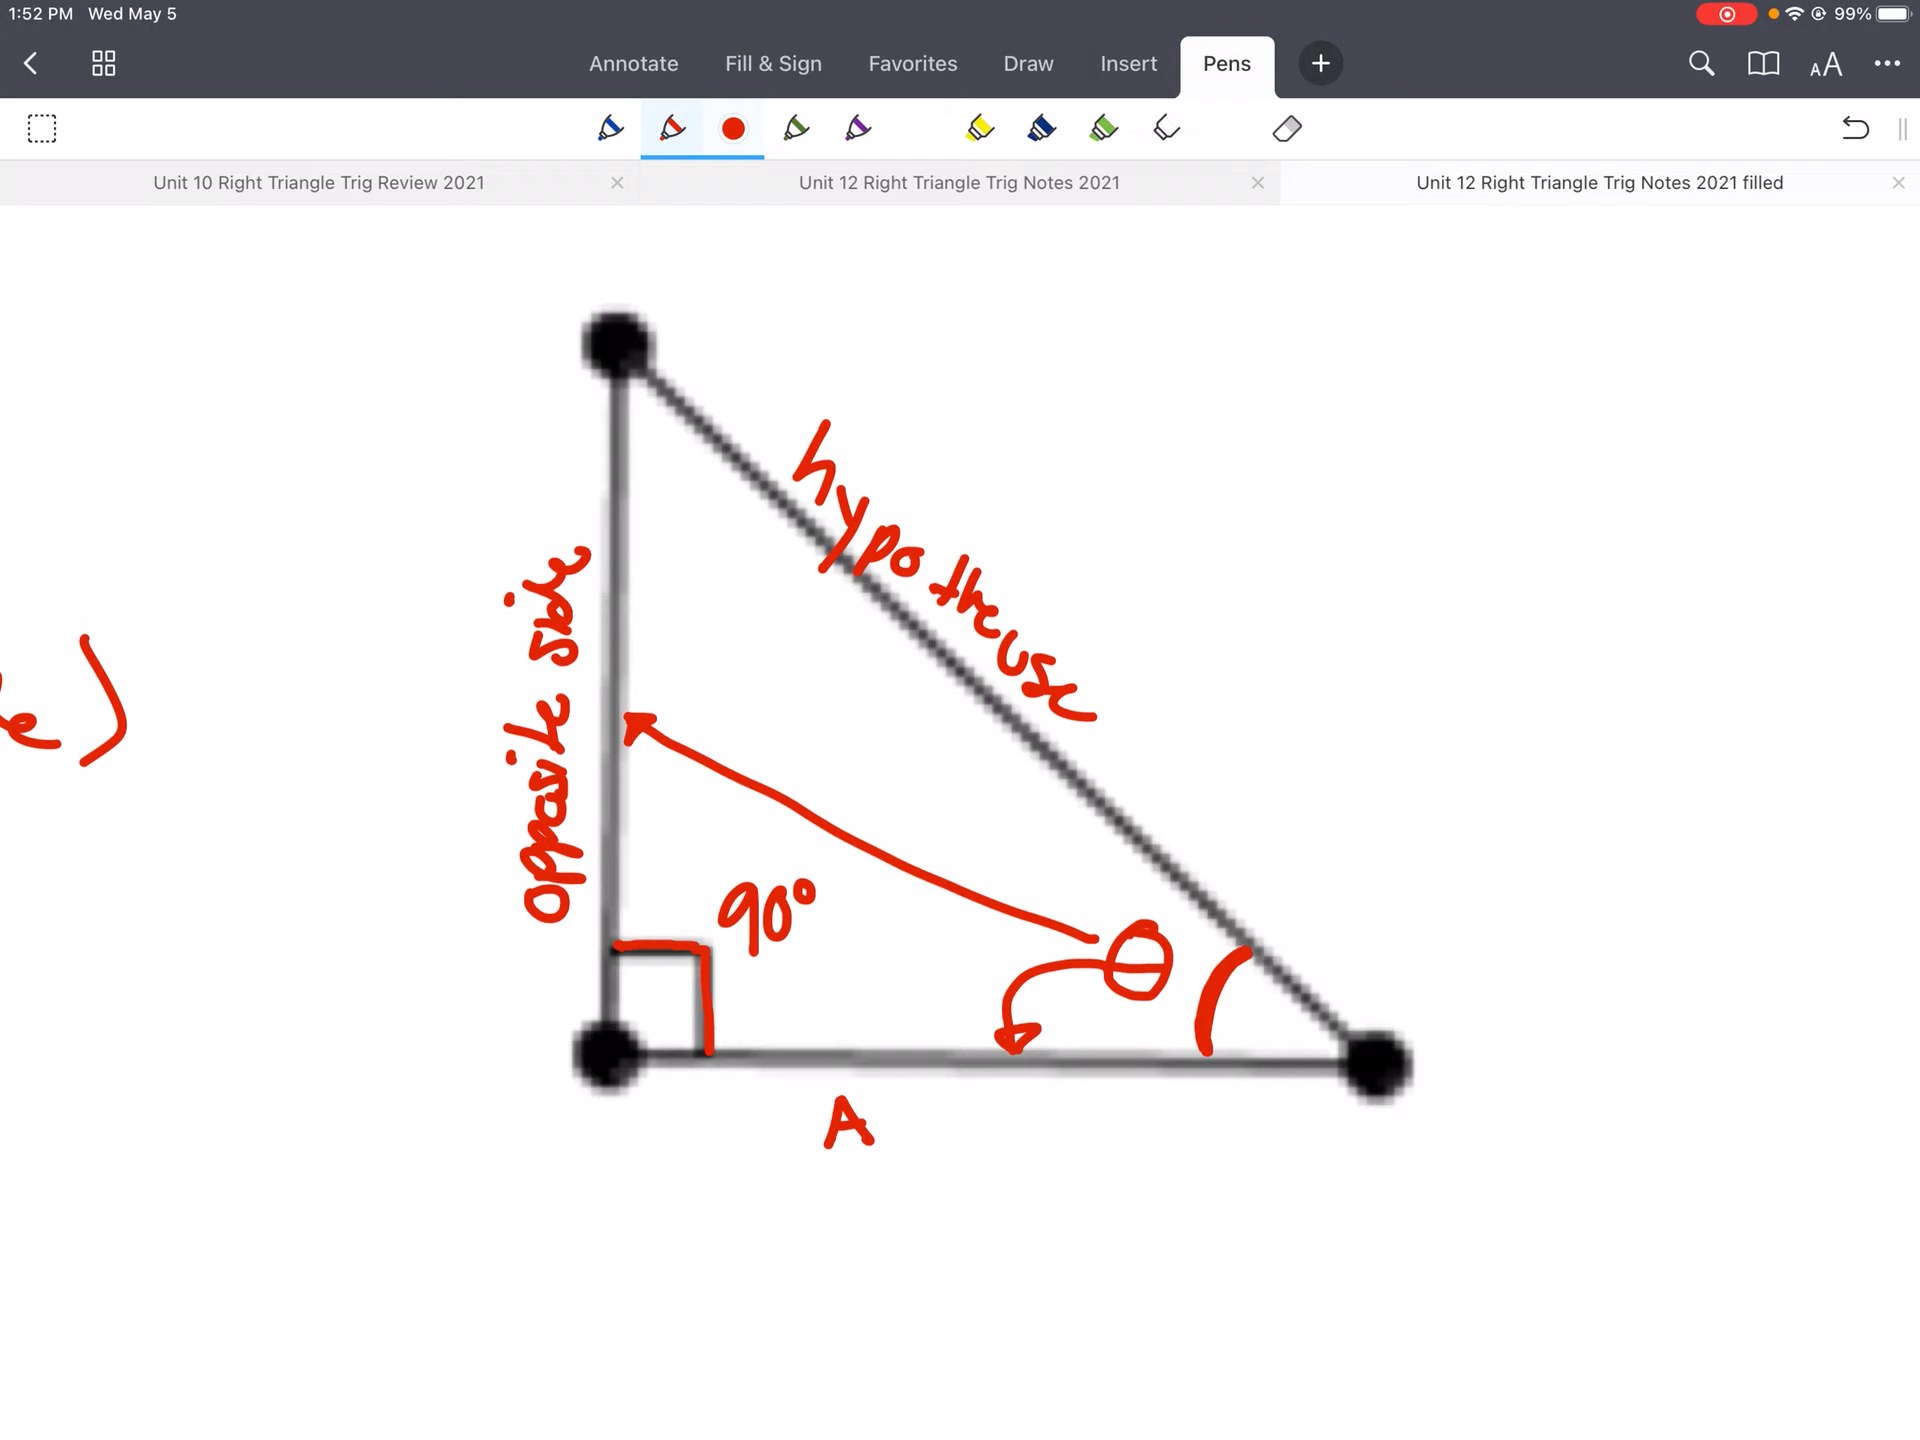 1:52 PM Wed May 5
99%
Annotate Fill & Sign Favorites Draw Insert Pens
AA
Unit 10 Right Triangle Trig Review 2021
Unit 12 Right Triangle Trig Notes 2021
Unit 12 Right Triangle Trig Notes 2021 filled
hypotheuse
opposite side
e)
90°
θ
A